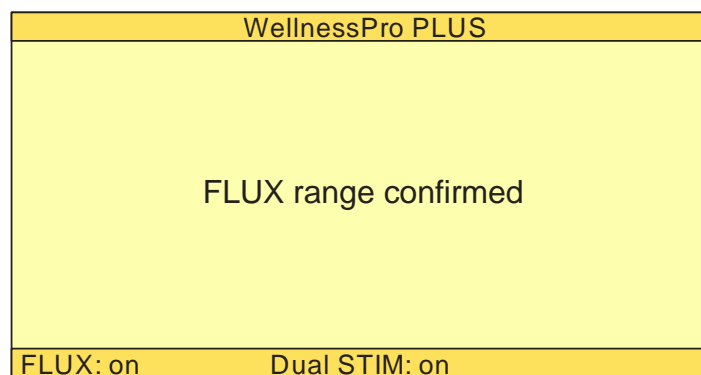 WellnessPro PLUS
FLUX range confirmed
FLUX: on Dual STIM: on